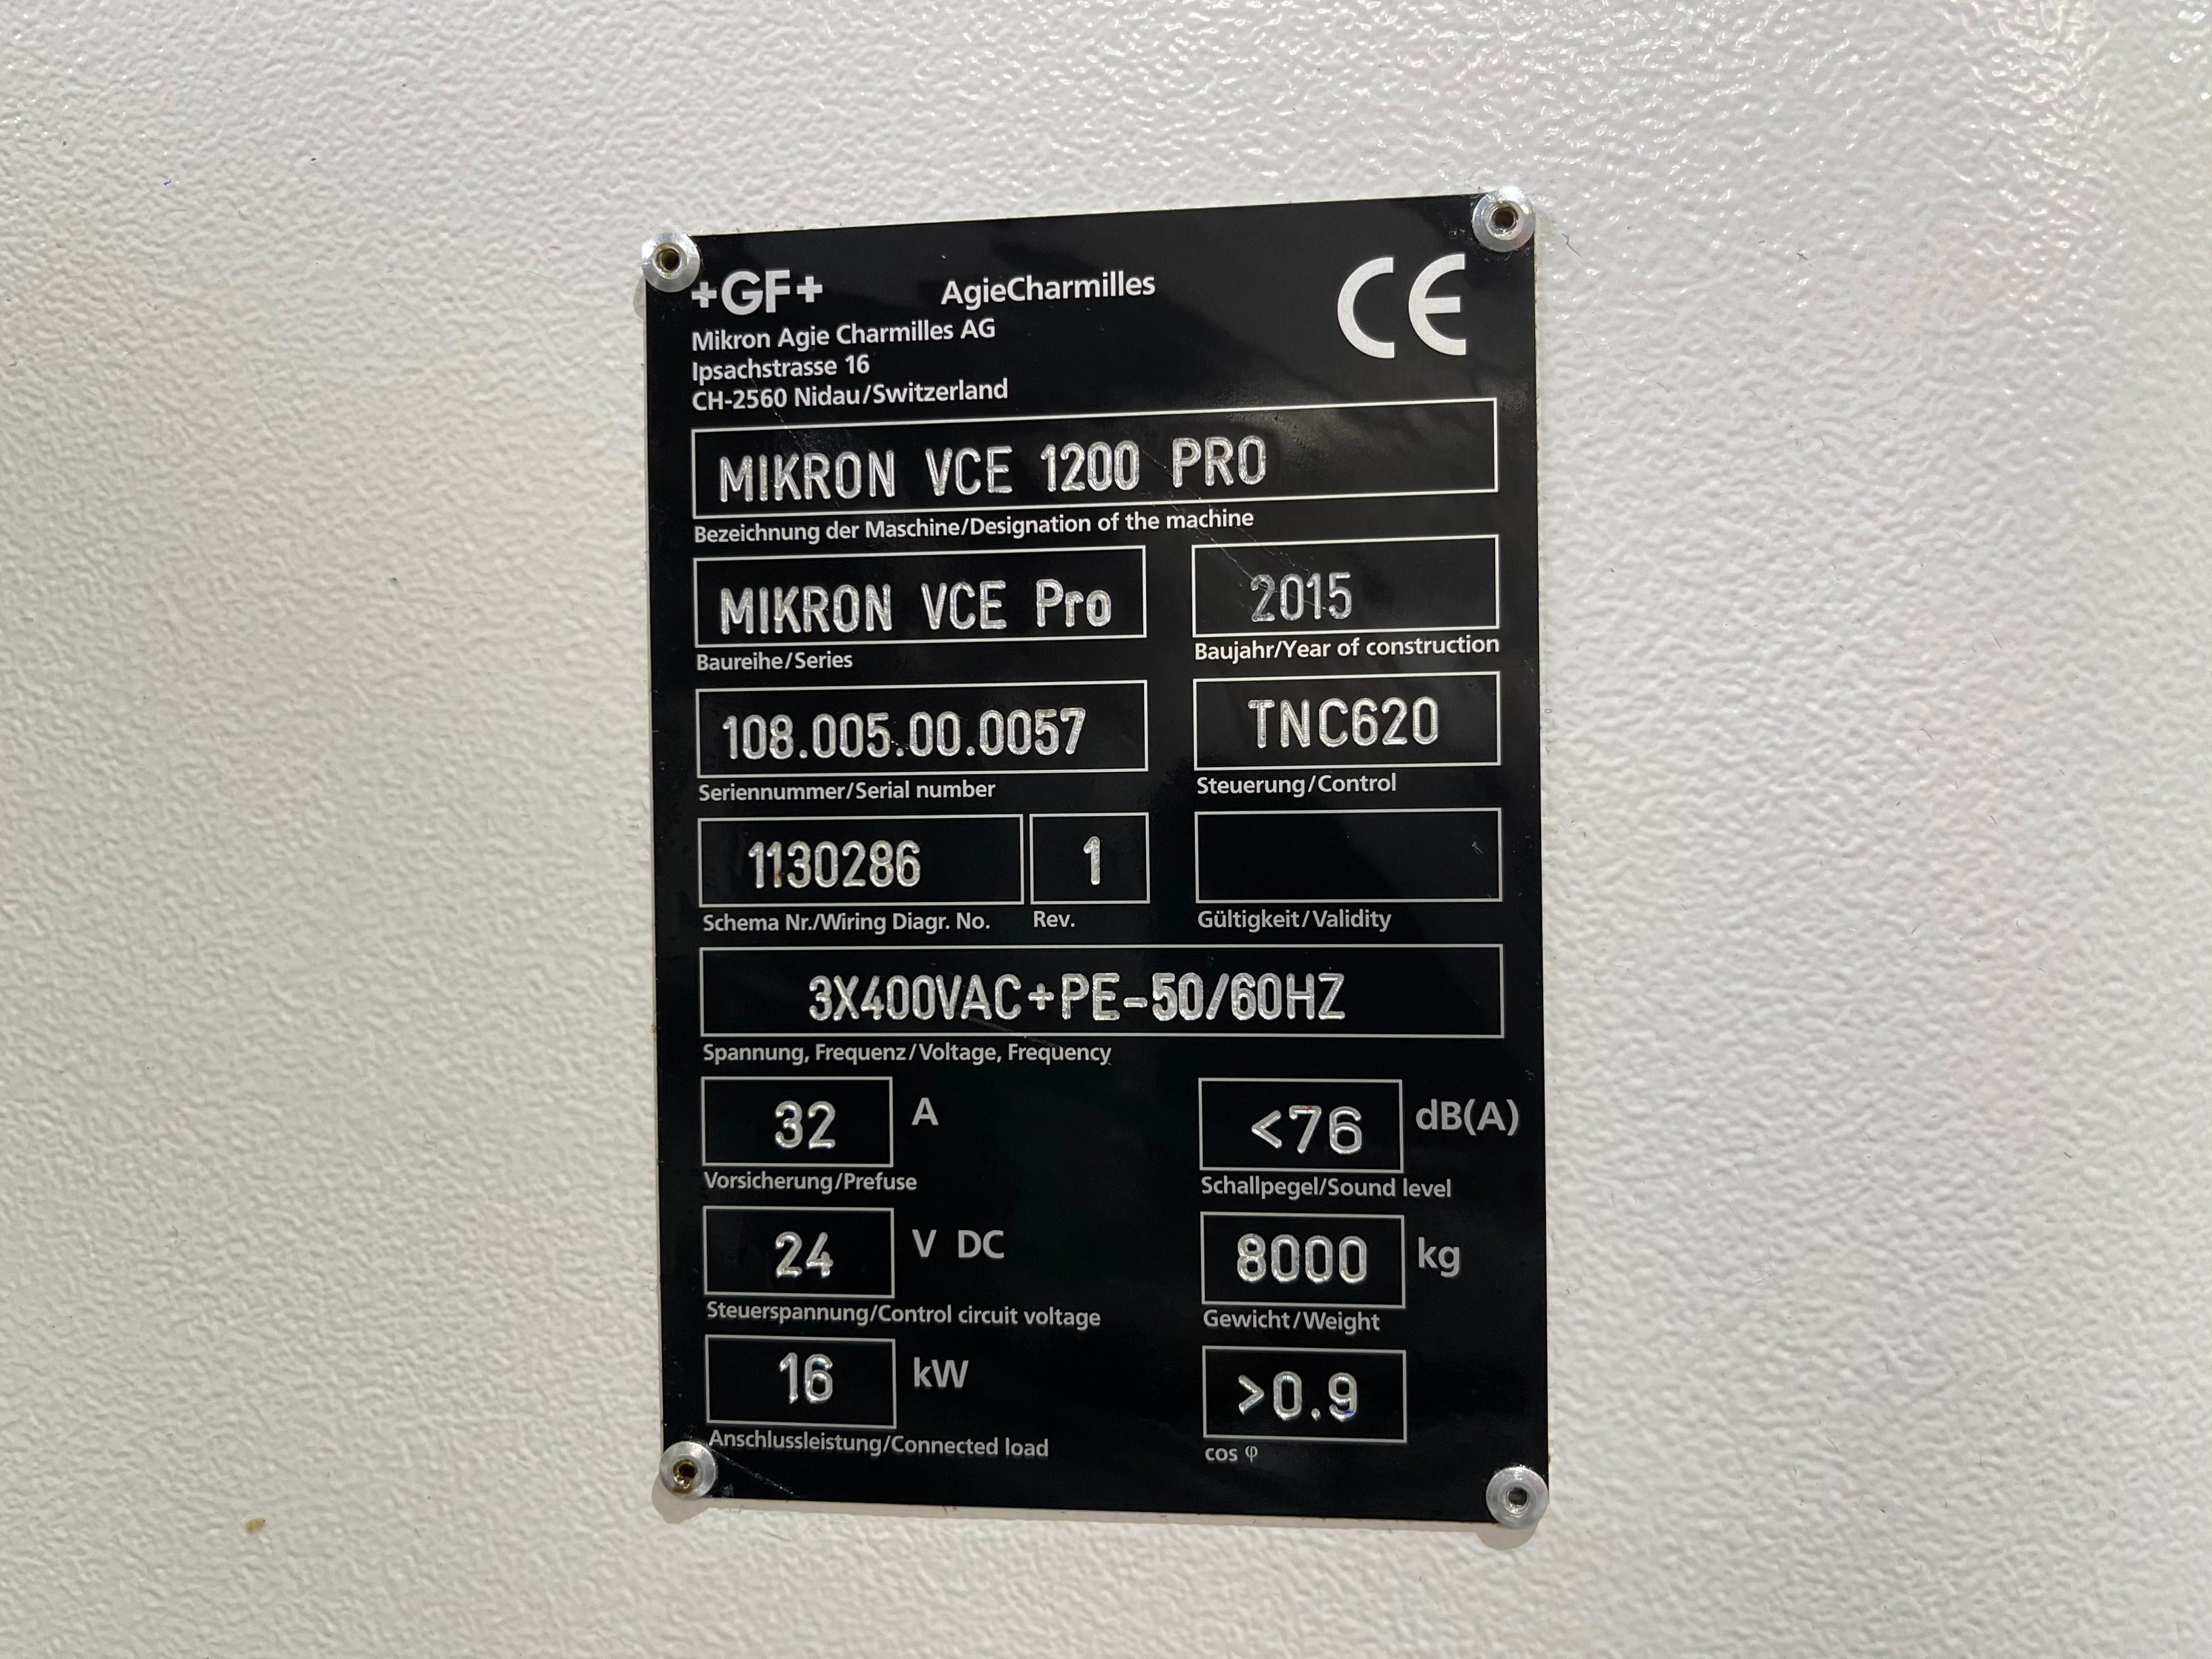 +GF+ AgieCharmilles CE
Mikron Agie Charmilles AG
Ipsachstrasse 16
CH-2560 Nidau/Switzerland
MIKRON VCE 1200 PRO
Bezeichnung der Maschine/Designation of the machine
MIKRON VCE Pro 2015
Baureihe/Series Baujahr/Year of construction
108.005.00.0057 TNC620
Seriennummer/Serial number Steuerung/Control
1130286 1
Schema Nr./Wiring Diagr. No. Rev. Gültigkeit/Validity
3X400VAC+PE-50/60HZ
Spannung, Frequenz/Voltage, Frequency
32 A <76 dB(A)
Vorsicherung/Prefuse Schallpegel/Sound level
24 V DC 8000 kg
Steuerspannung/Control circuit voltage Gewicht/Weight
16 kW >0.9
Anschlussleistung/Connected load cos φ